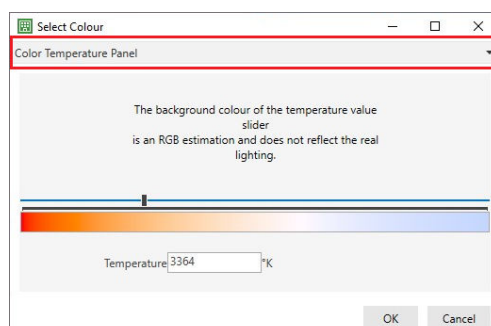 Select Colour
Color Temperature Panel
The background colour of the temperature value
slider
is an RGB estimation and does not reflect the real
lighting.
Temperature 3364 °K
OK Cancel